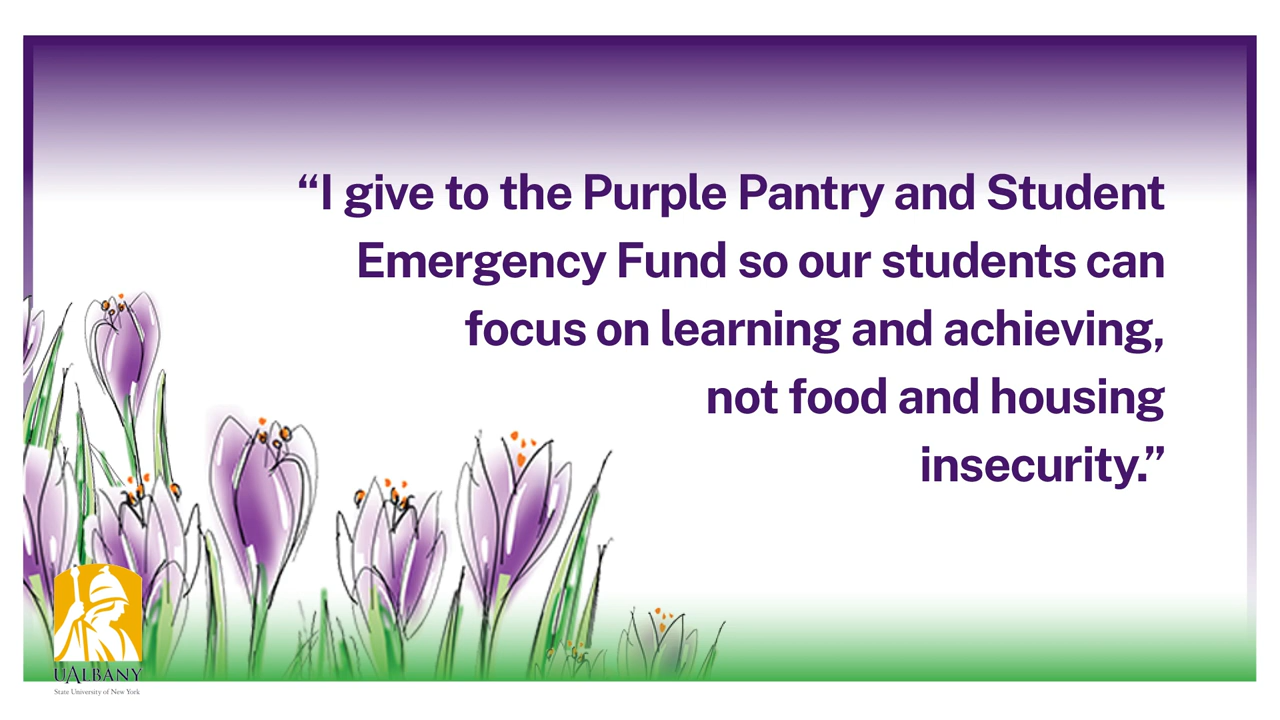 “I give to the Purple Pantry and Student
Emergency Fund so our students can
focus on learning and achieving,
not food and housing
insecurity.”
UALBANY
State University of New York